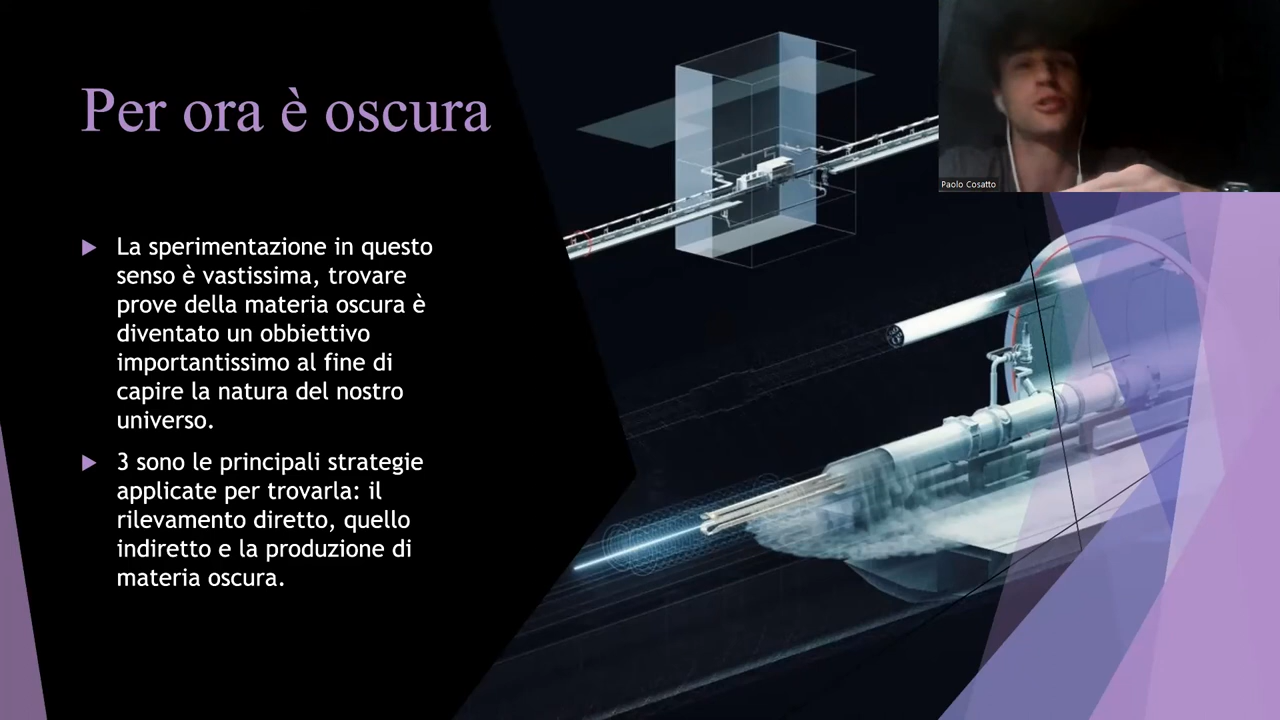 Per ora è oscura
La sperimentazione in questo
senso è vastissima, trovare
prove della materia oscura è
diventato un obbiettivo
importantissimo al fine di
capire la natura del nostro
universo.
3 sono le principali strategie
applicate per trovarla: il
rilevamento diretto, quello
indiretto e la produzione di
materia oscura.
Paolo Cosatto